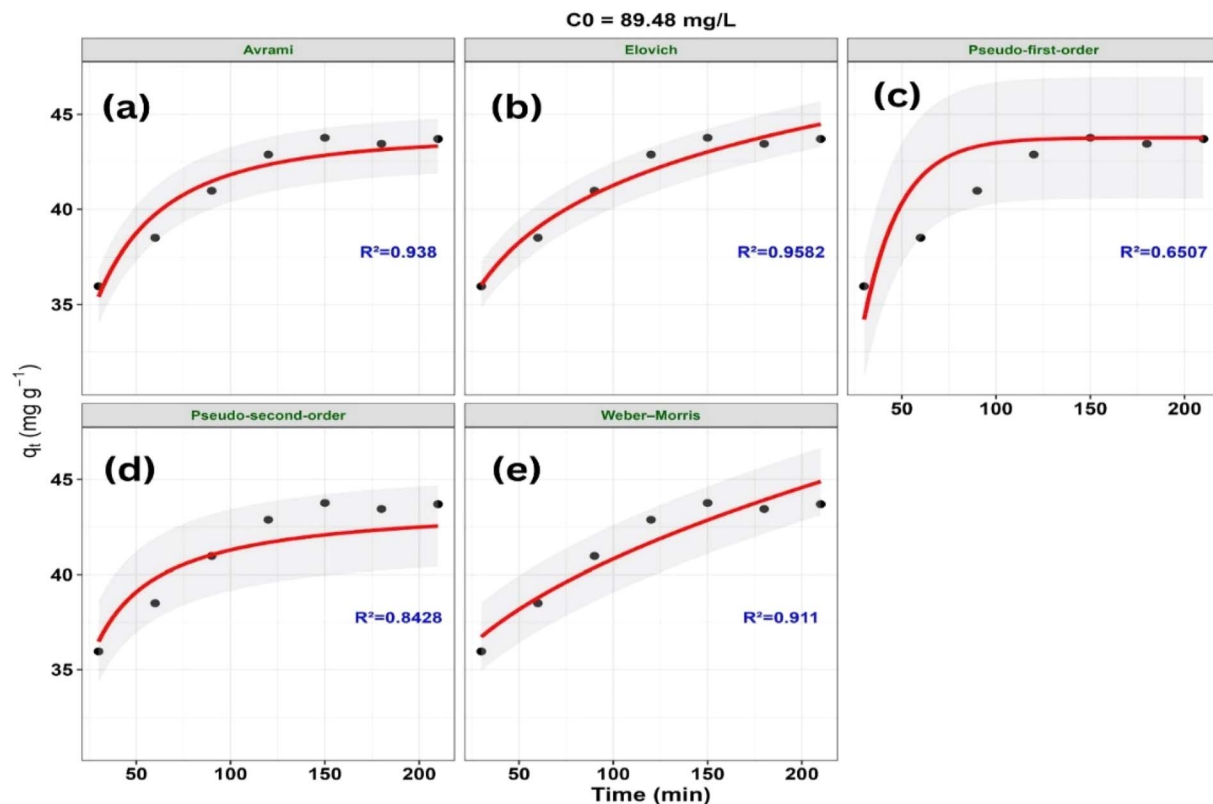 C0 = 89.48 mg/L
Avrami
Elovich
Pseudo-first-order
(a)
(b)
(c)
45
40
35
R²=0.938
R²=0.9582
R²=0.6507
50 100 150 200
qₜ (mg g⁻¹)
Pseudo-second-order
Weber–Morris
(d)
(e)
45
40
35
R²=0.8428
R²=0.911
50 100 150 200
50 100 150 200
Time (min)